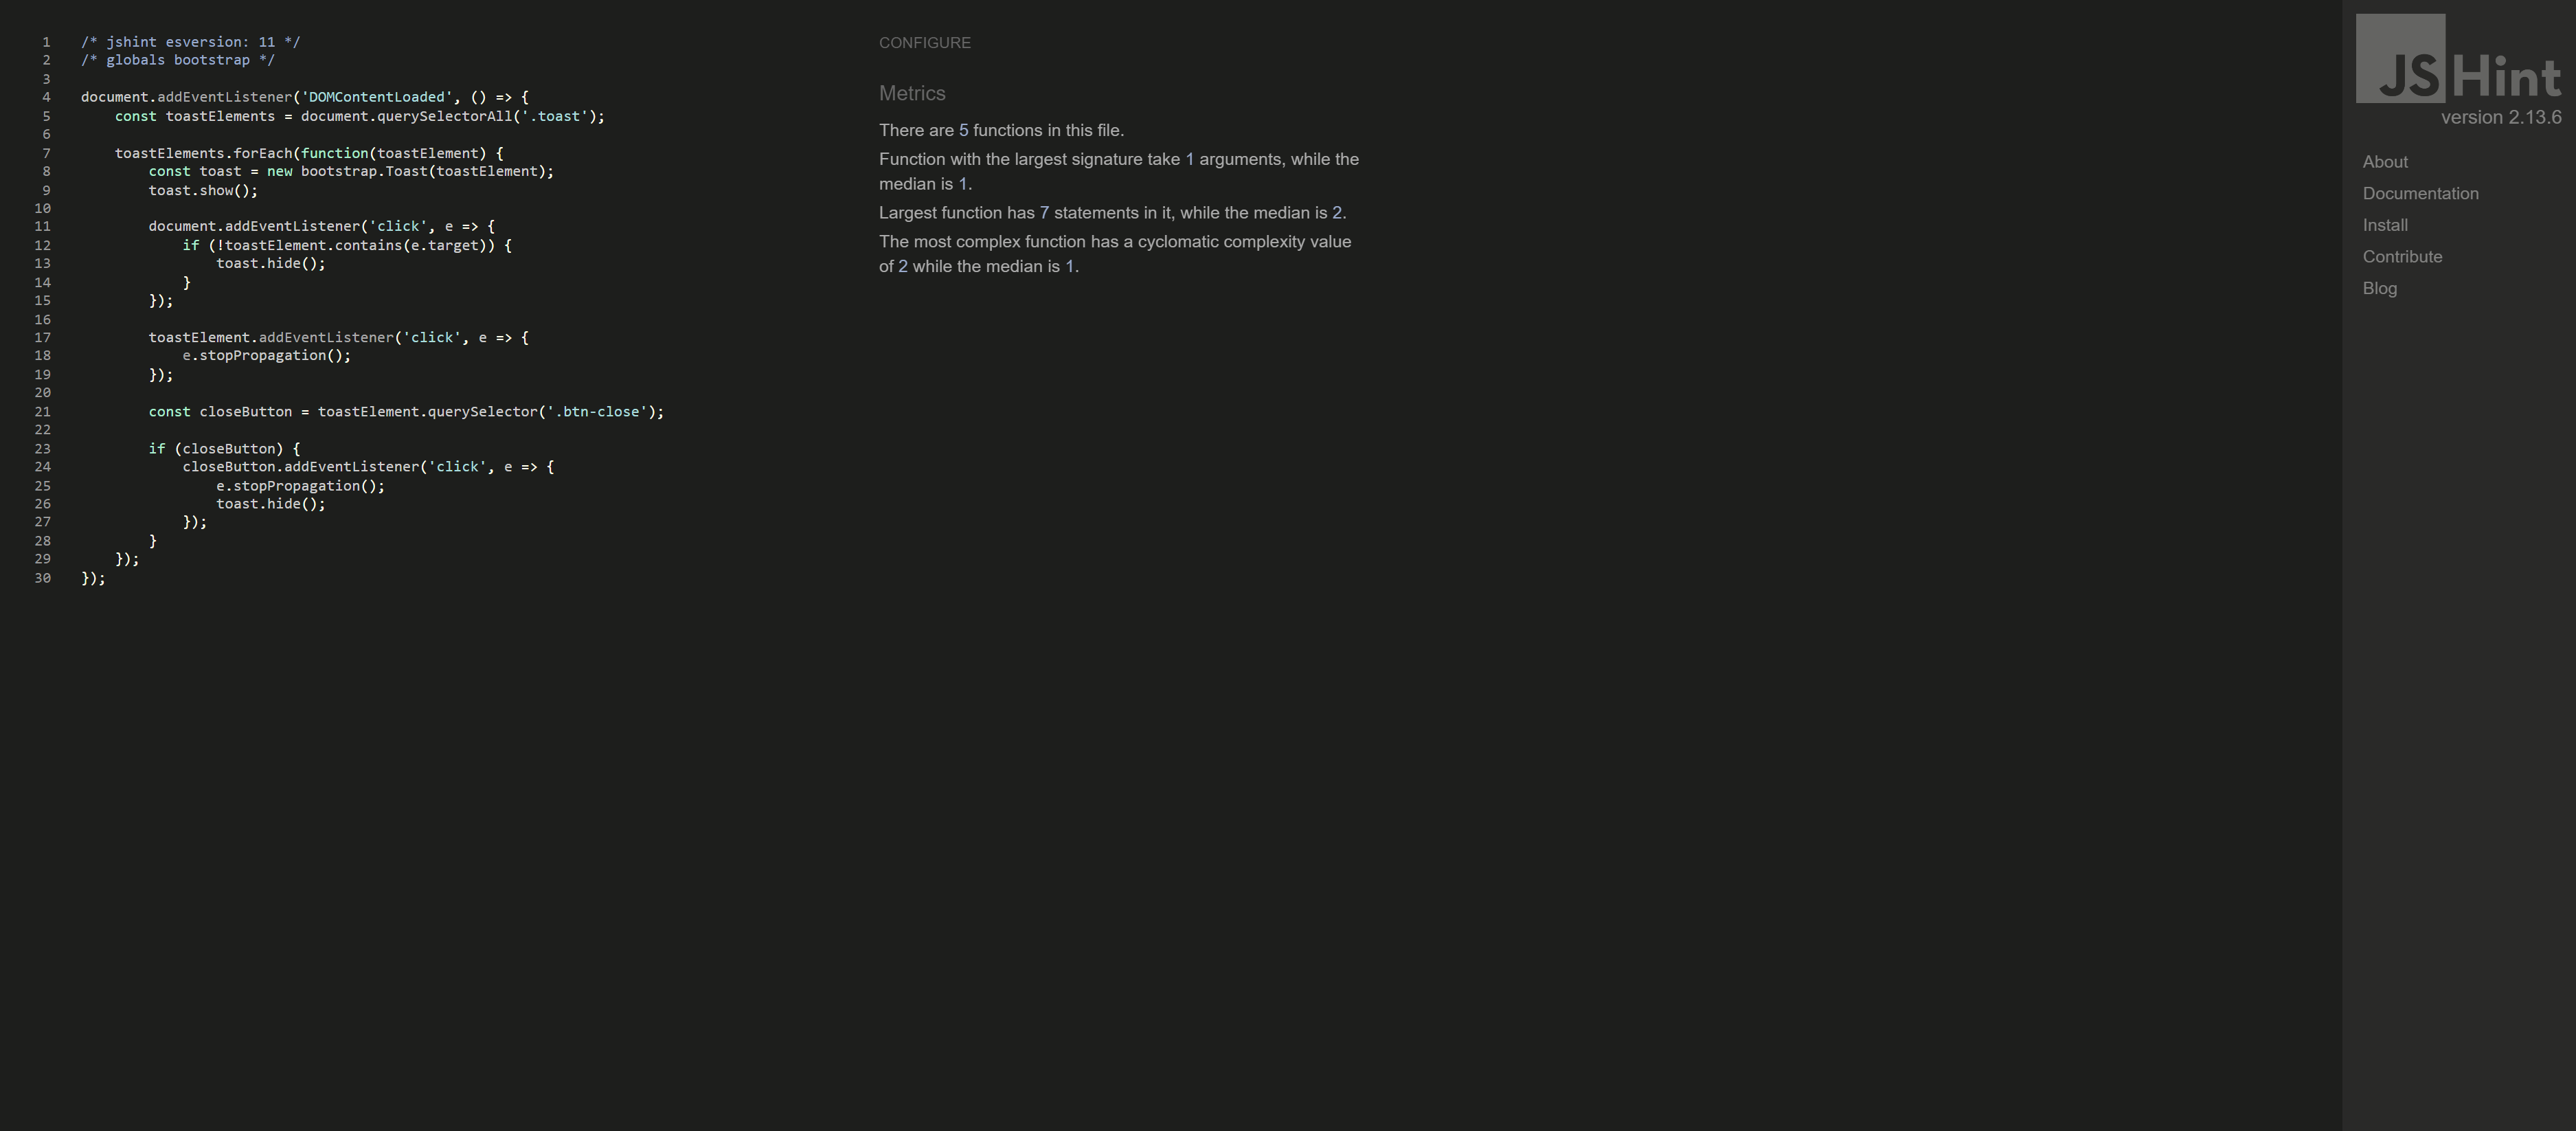 1 /* jshint esversion: 11 */
2 /* globals bootstrap */
3
4 document.addEventListener('DOMContentLoaded', () => {
5     const toastElements = document.querySelectorAll('.toast');
6
7     toastElements.forEach(function(toastElement) {
8         const toast = new bootstrap.Toast(toastElement);
9         toast.show();
10
11         document.addEventListener('click', e => {
12             if (!toastElement.contains(e.target)) {
13                 toast.hide();
14             }
15         });
16
17         toastElement.addEventListener('click', e => {
18             e.stopPropagation();
19         });
20
21         const closeButton = toastElement.querySelector('.btn-close');
22
23         if (closeButton) {
24             closeButton.addEventListener('click', e => {
25                 e.stopPropagation();
26                 toast.hide();
27             });
28         }
29     });
30 });
CONFIGURE
Metrics
There are 5 functions in this file.
Function with the largest signature take 1 arguments, while the
median is 1.
Largest function has 7 statements in it, while the median is 2.
The most complex function has a cyclomatic complexity value
of 2 while the median is 1.
JSHint
version 2.13.6
About
Documentation
Install
Contribute
Blog